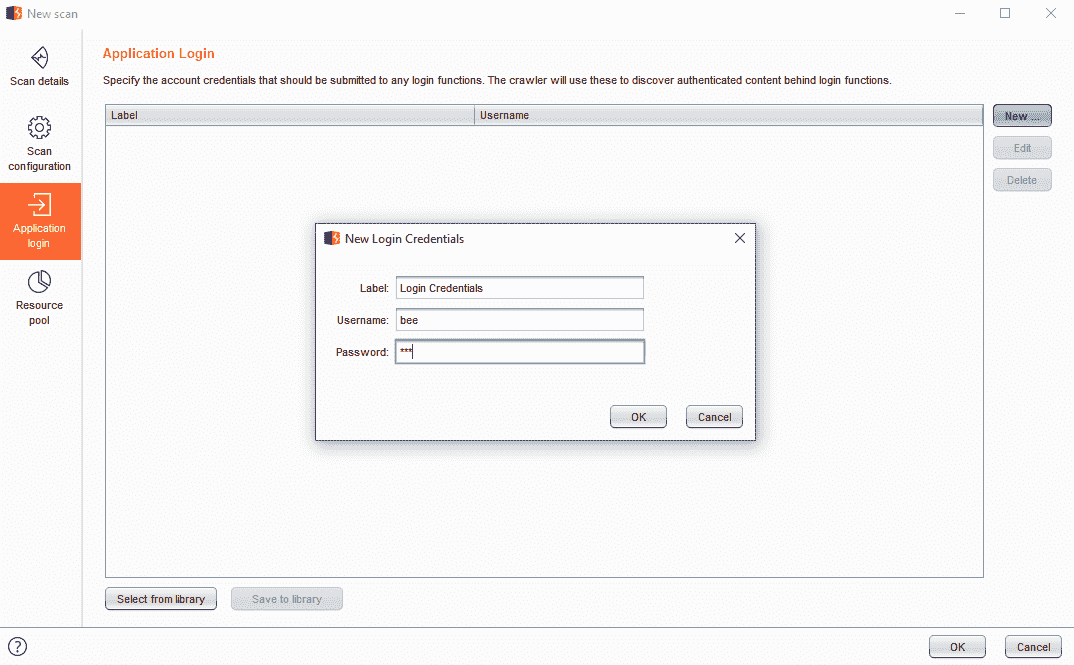 New scan
Scan details
Scan
configuration
Application
login
Resource
pool
Application Login
Specify the account credentials that should be submitted to any login functions. The crawler will use these to discover authenticated content behind login functions.
Label Username
New ...
Edit
Delete
New Login Credentials
Label: Login Credentials
Username: bee
Password: ***
OK Cancel
Select from library Save to library
? OK Cancel